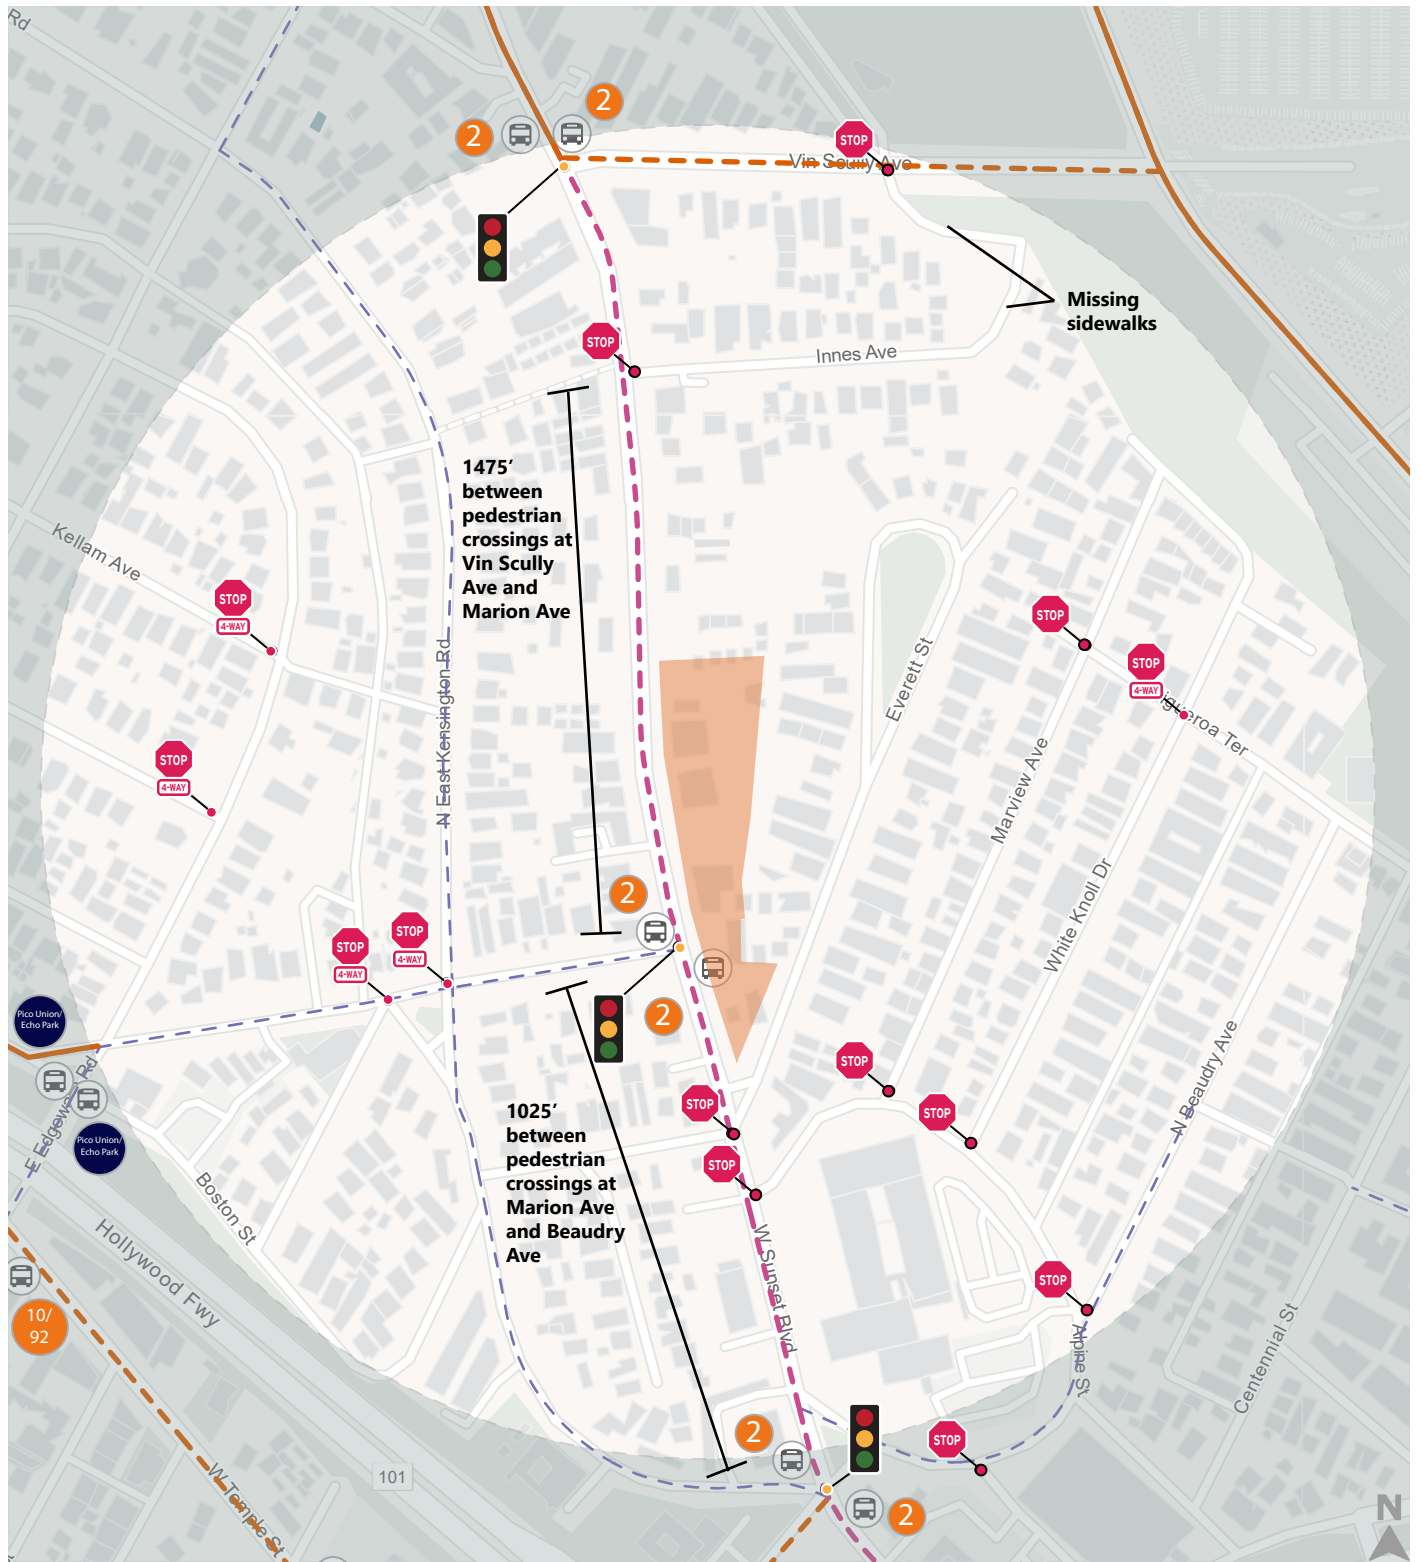 Rd
2
2
STOP
Vin Scully Ave
Missing
sidewalks
STOP
Innes Ave
1475’
between
pedestrian
crossings at
Vin Scully
Ave and
Marion Ave
Kellam Ave
STOP
4-WAY
STOP
STOP
4-WAY
igueroa Ter
N East Kensington Rd
Everett St
STOP
4-WAY
Marview Ave
White Knoll Dr
2
STOP
4-WAY
STOP
4-WAY
2
Pico Union/
Echo Park
E Edgewa Rd
Pico Union/
Echo Park
STOP
STOP
STOP
STOP
N Beaudry Ave
1025’
between
pedestrian
crossings at
Marion Ave
and Beaudry
Ave
Boston St
Hollywood Fwy
W Sunset Blvd
STOP
Alpine St
Centennial St
10/
92
2
STOP
101
W Temple St
2
N